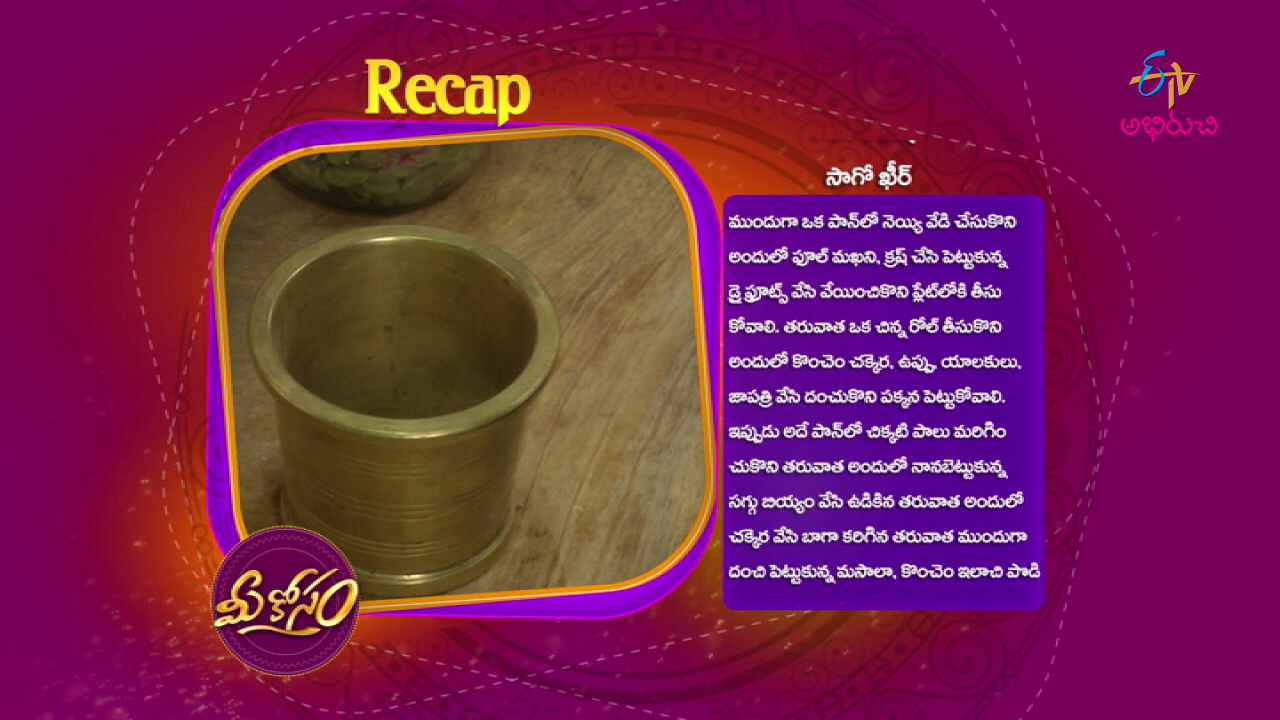 Recap
ETV
అభిరుచి
సాగో ఖీర్
ముందుగా ఒక పాన్‌లో నెయ్యి వేడి చేసుకొని
అందులో ఫూల్ మఖని, క్రష్ చేసి పెట్టుకున్న
డ్రై ఫ్రూట్స్ వేసి వేయించికొని ప్లేట్‌లోకి తీసు
కోవాలి. తరువాత ఒక చిన్న రోల్ తీసుకొని
అందులో కొంచెం చక్కెర, ఉప్పు, యాలకులు,
జాపత్రి వేసి దంచుకొని పక్కన పెట్టుకోవాలి.
ఇప్పుడు అదే పాన్‌లో చిక్కటి పాలు మరిగిం
చుకొని తరువాత అందులో నానబెట్టుకున్న
సగ్గు బియ్యం వేసి ఉడికిన తరువాత అందులో
చక్కెర వేసి బాగా కరిగిన తరువాత ముందుగా
దంచి పెట్టుకున్న మసాలా, కొంచెం ఇలాచి పొడి
మీ కోసం